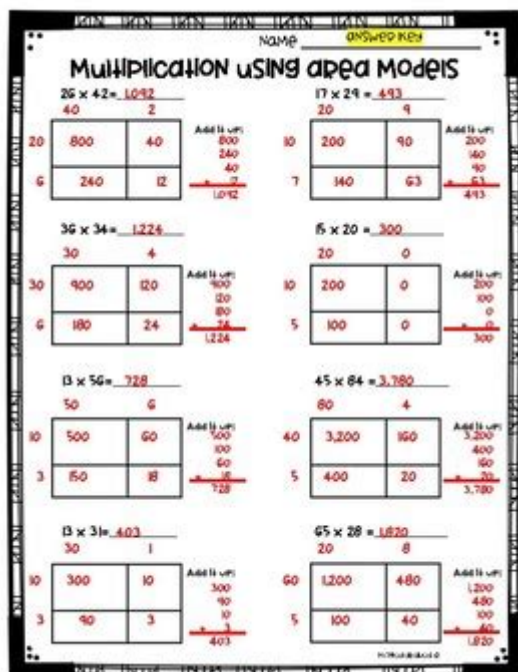 NAME ANSWER KEY
Multiplication using area Models
26 x 42= 1,092
40 2
20 800 40
6 240 12
Add it up:
800
240
40
+ 12
1,092
17 x 29 = 493
20 9
10 200 90
7 140 63
Add it up:
200
140
90
+ 63
493
36 x 34= 1,224
30 4
30 900 120
6 180 24
Add it up:
900
120
180
+ 24
1,224
15 x 20 = 300
20 0
10 200 0
5 100 0
Add it up:
200
100
0
+ 0
300
13 x 56= 728
50 6
10 500 60
3 150 18
Add it up:
500
100
60
+ 18
728
45 x 84 = 3,780
80 4
40 3,200 160
5 400 20
Add it up:
3,200
400
160
+ 20
3,780
13 x 31= 403
30 1
10 300 10
3 90 3
Add it up:
300
90
10
+ 3
403
65 x 28 = 1,820
20 8
60 1,200 480
5 100 40
Add it up:
1,200
480
100
+ 40
1,820